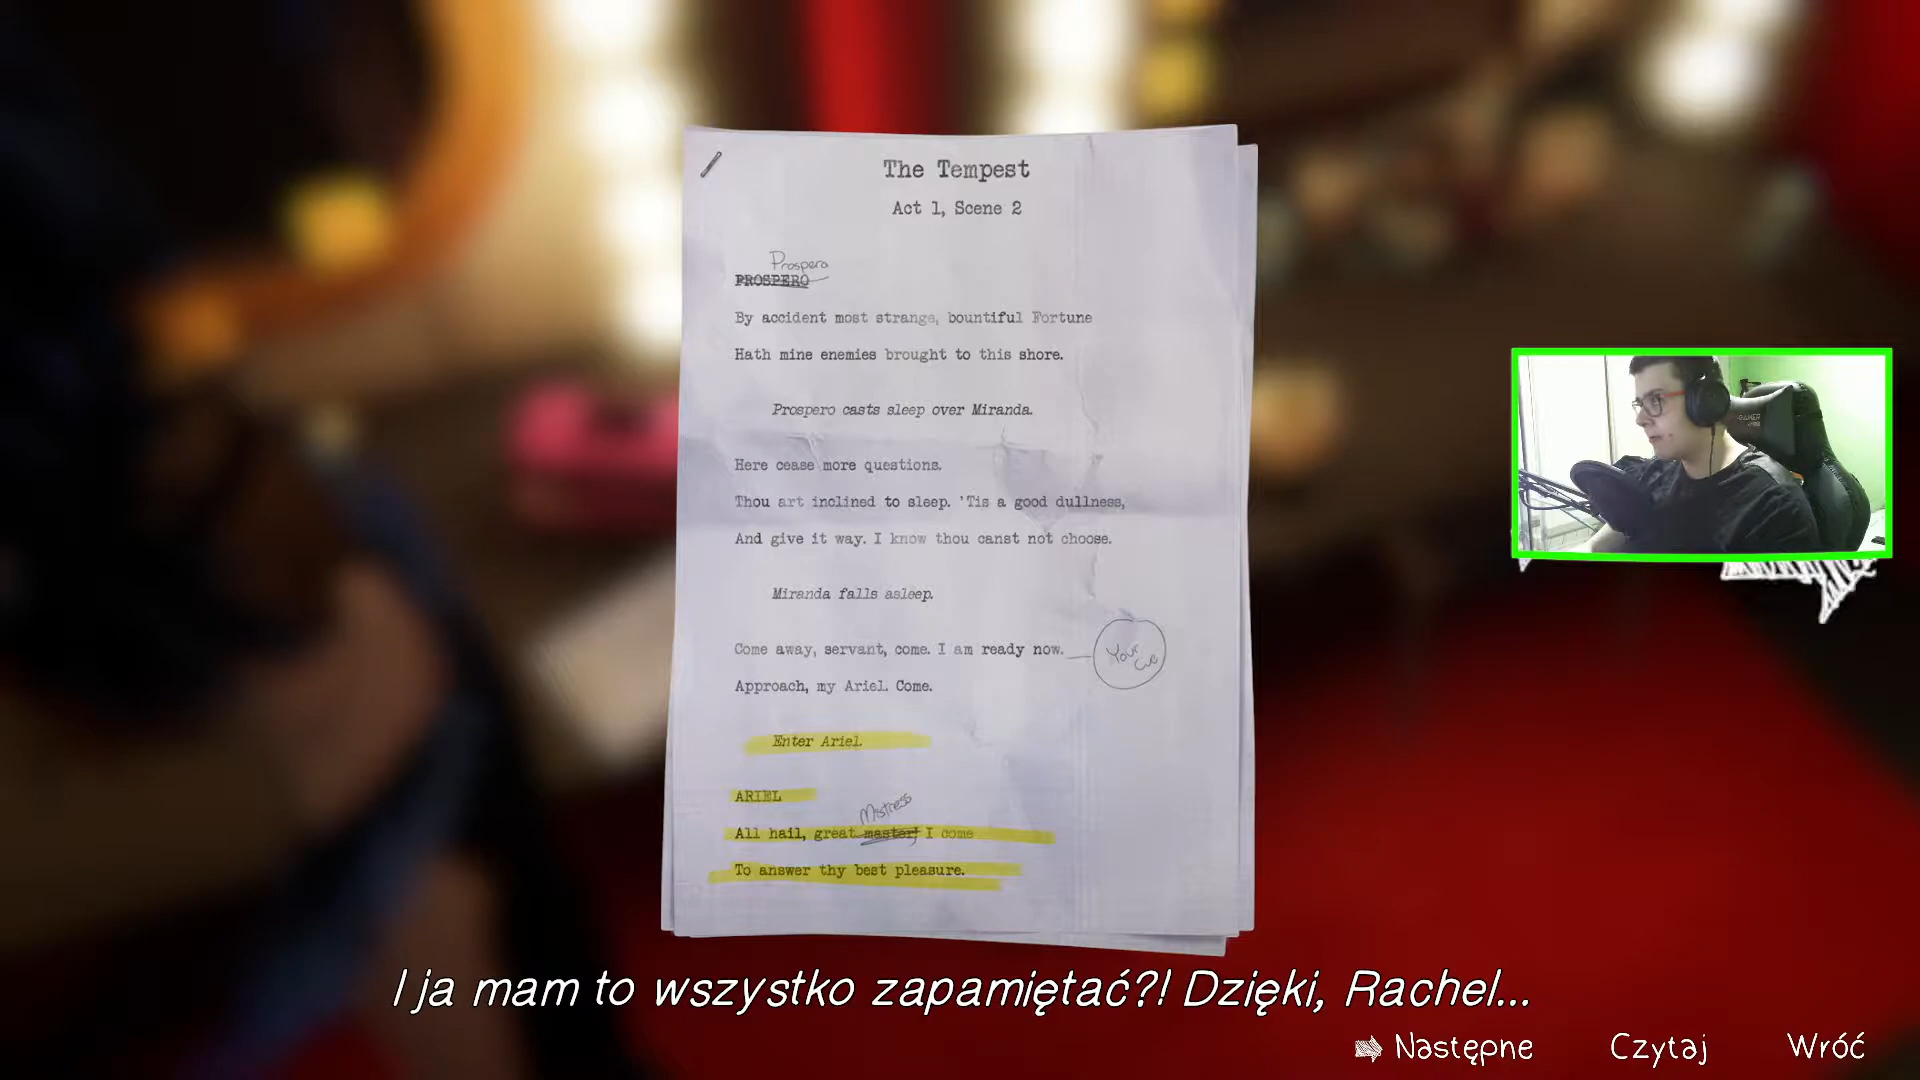 The Tempest
Act 1, Scene 2
Prospera
PROSPERO
By accident most strange, bountiful Fortune
Hath mine enemies brought to this shore.
Prospero casts sleep over Miranda.
Here cease more questions.
Thou art inclined to sleep. 'Tis a good dullness,
And give it way. I know thou canst not choose.
Miranda falls asleep.
Come away, servant, come. I am ready now.
Your
Cue
Approach, my Ariel. Come.
Enter Ariel.
ARIEL
Mistress
All hail, great master! I come
To answer thy best pleasure.
I ja mam to wszystko zapamiętać?! Dzięki, Rachel...
Następne Czytaj Wróć